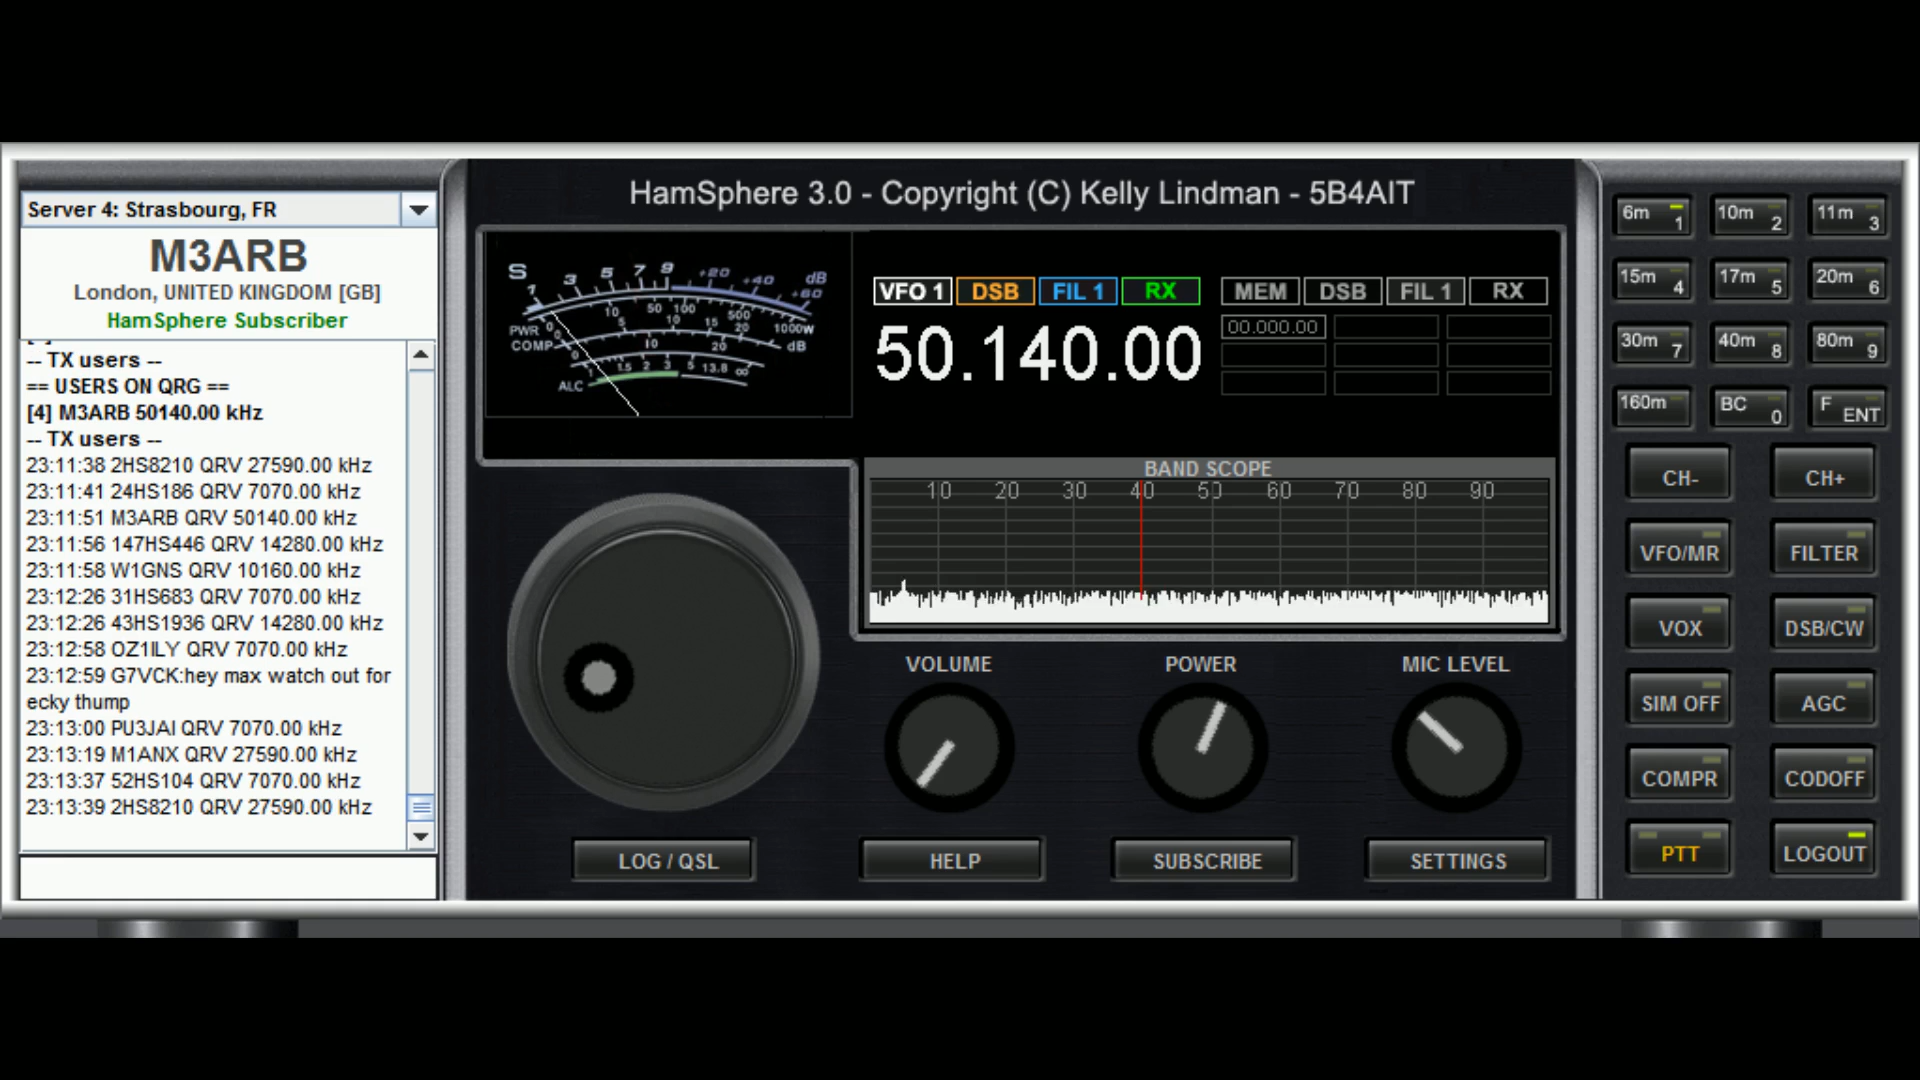 HamSphere 3.0 - Copyright (C) Kelly Lindman - 5B4AIT
Server 4: Strasbourg, FR
M3ARB
London, UNITED KINGDOM [GB]
HamSphere Subscriber
-- TX users --
== USERS ON QRG ==
[4] M3ARB 50140.00 kHz
-- TX users --
23:11:38 2HS8210 QRV 27590.00 kHz
23:11:41 24HS186 QRV 7070.00 kHz
23:11:51 M3ARB QRV 50140.00 kHz
23:11:56 147HS446 QRV 14280.00 kHz
23:11:58 W1GNS QRV 10160.00 kHz
23:12:26 31HS683 QRV 7070.00 kHz
23:12:26 43HS1936 QRV 14280.00 kHz
23:12:58 OZ1ILY QRV 7070.00 kHz
23:12:59 G7VCK:hey max watch out for
ecky thump
23:13:00 PU3JAI QRV 7070.00 kHz
23:13:19 M1ANX QRV 27590.00 kHz
23:13:37 52HS104 QRV 7070.00 kHz
23:13:39 2HS8210 QRV 27590.00 kHz
S 1 3 5 7 9 +20 +40 +60 dB
PWR 0 10 50 100 500 1000W
COMP 0 5 10 15 20 dB
0 10 20
ALC 1 1.5 2 3 5 13.8 ∞
VFO 1 DSB FIL 1 RX
50.140.00
MEM DSB FIL 1 RX
00.000.00
BAND SCOPE
10 20 30 40 50 60 70 80 90
VOLUME POWER MIC LEVEL
LOG / QSL HELP SUBSCRIBE SETTINGS
6m 1 10m 2 11m 3
15m 4 17m 5 20m 6
30m 7 40m 8 80m 9
160m BC 0 F ENT
CH- CH+
VFO/MR FILTER
VOX DSB/CW
SIM OFF AGC
COMPR CODOFF
PTT LOGOUT